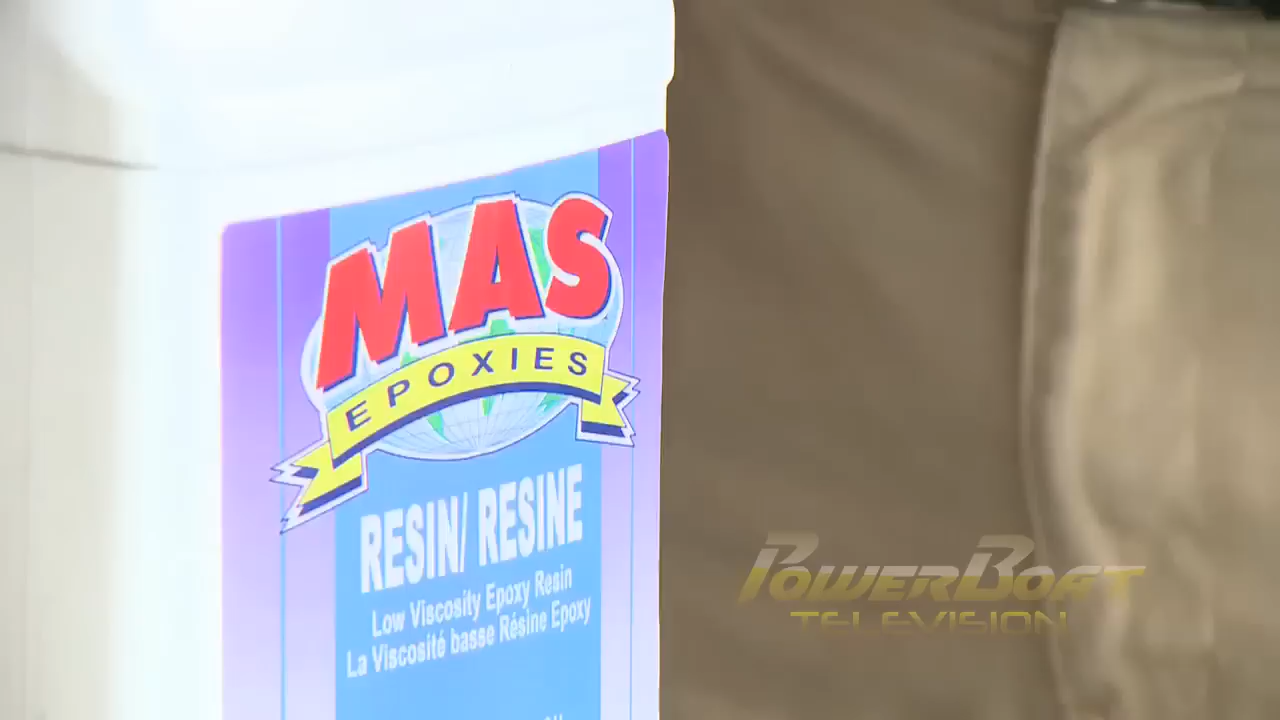 MAS
EPOXIES
RESIN/ RESINE
Low Viscosity Epoxy Resin
La Viscosité basse Résine Epoxy
POWERBOAT
TELEVISION